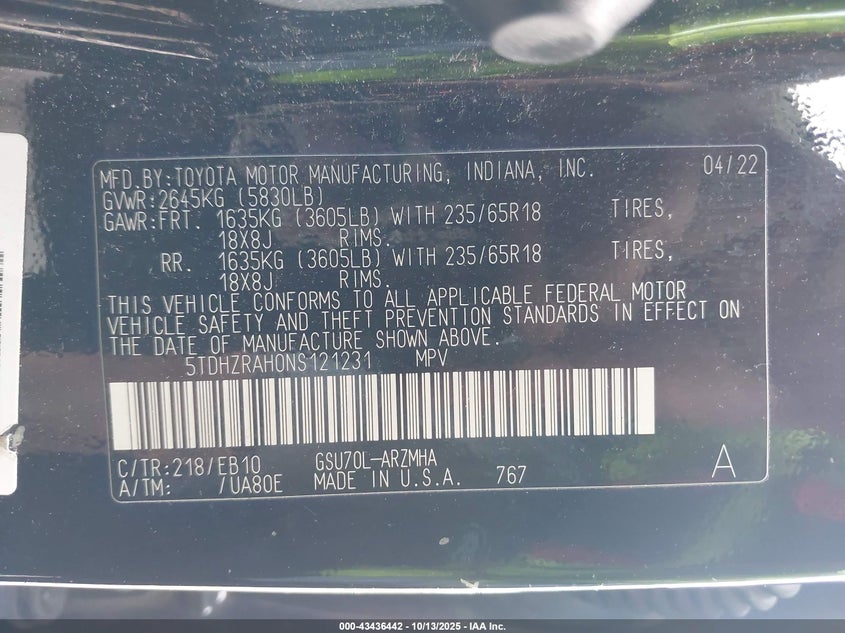 MFD.BY:TOYOTA MOTOR MANUFACTURING, INDIANA, INC. 04/22
GVWR:2645KG (5830LB)
GAWR:FRT. 1635KG (3605LB) WITH 235/65R18 TIRES,
18X8J RIMS.
RR. 1635KG (3605LB) WITH 235/65R18 TIRES,
18X8J RIMS.
THIS VEHICLE CONFORMS TO ALL APPLICABLE FEDERAL MOTOR
VEHICLE SAFETY AND THEFT PREVENTION STANDARDS IN EFFECT ON
THE DATE OF MANUFACTURE SHOWN ABOVE.
5TDHZRAH0NS121231 MPV
C/TR:218/EB10 GSU70L-ARZMHA
A/TM: /UA80E MADE IN U.S.A. 767 A
000-43436442 - 10/13/2025 - IAA Inc.